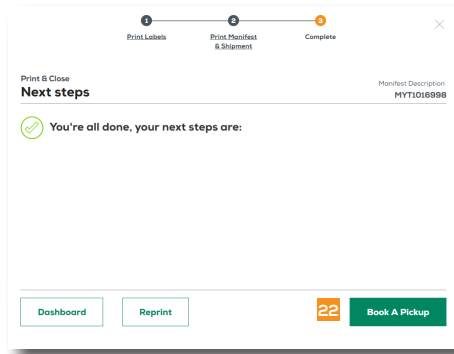 1
2
3
Print Labels
Print Manifest
& Shipment
Complete
Print & Close
Next steps
Manifest Description
MYT1016998
You're all done, your next steps are:
Dashboard
Reprint
22
Book A Pickup